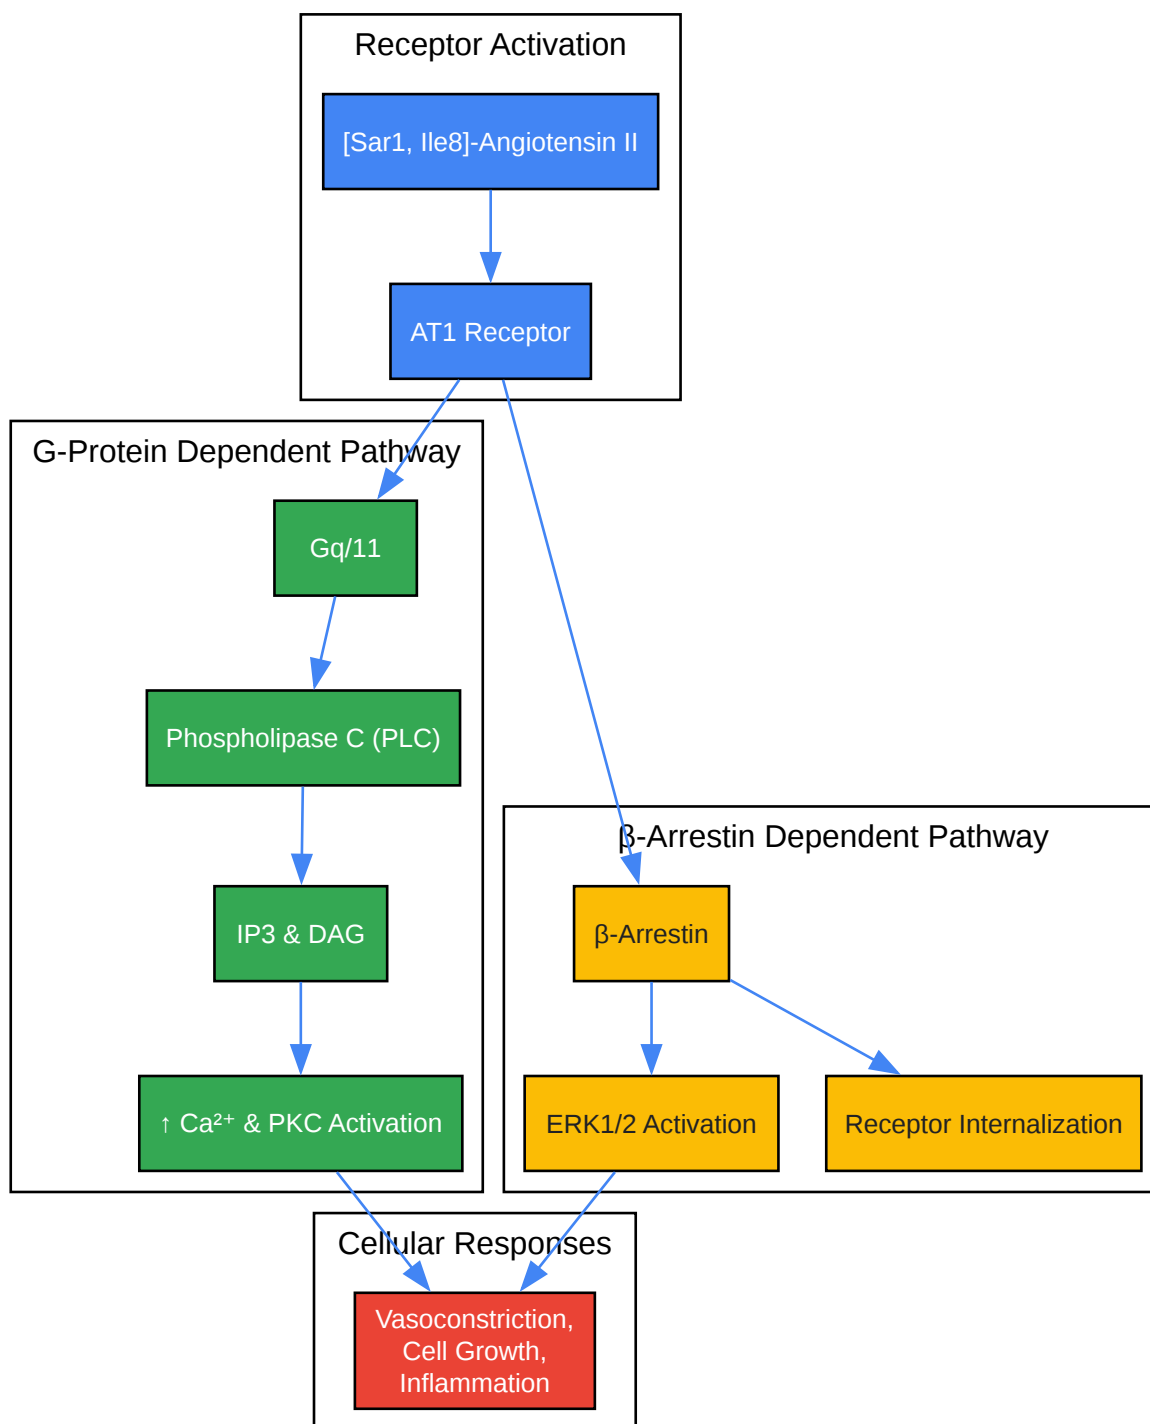 Receptor Activation
[Sar1, Ile8]-Angiotensin II
AT1 Receptor
G-Protein Dependent Pathway
Gq/11
Phospholipase C (PLC)
IP3 & DAG
↑ Ca²⁺ & PKC Activation
β-Arrestin Dependent Pathway
β-Arrestin
ERK1/2 Activation
Receptor Internalization
Cellular Responses
Vasoconstriction,
Cell Growth,
Inflammation